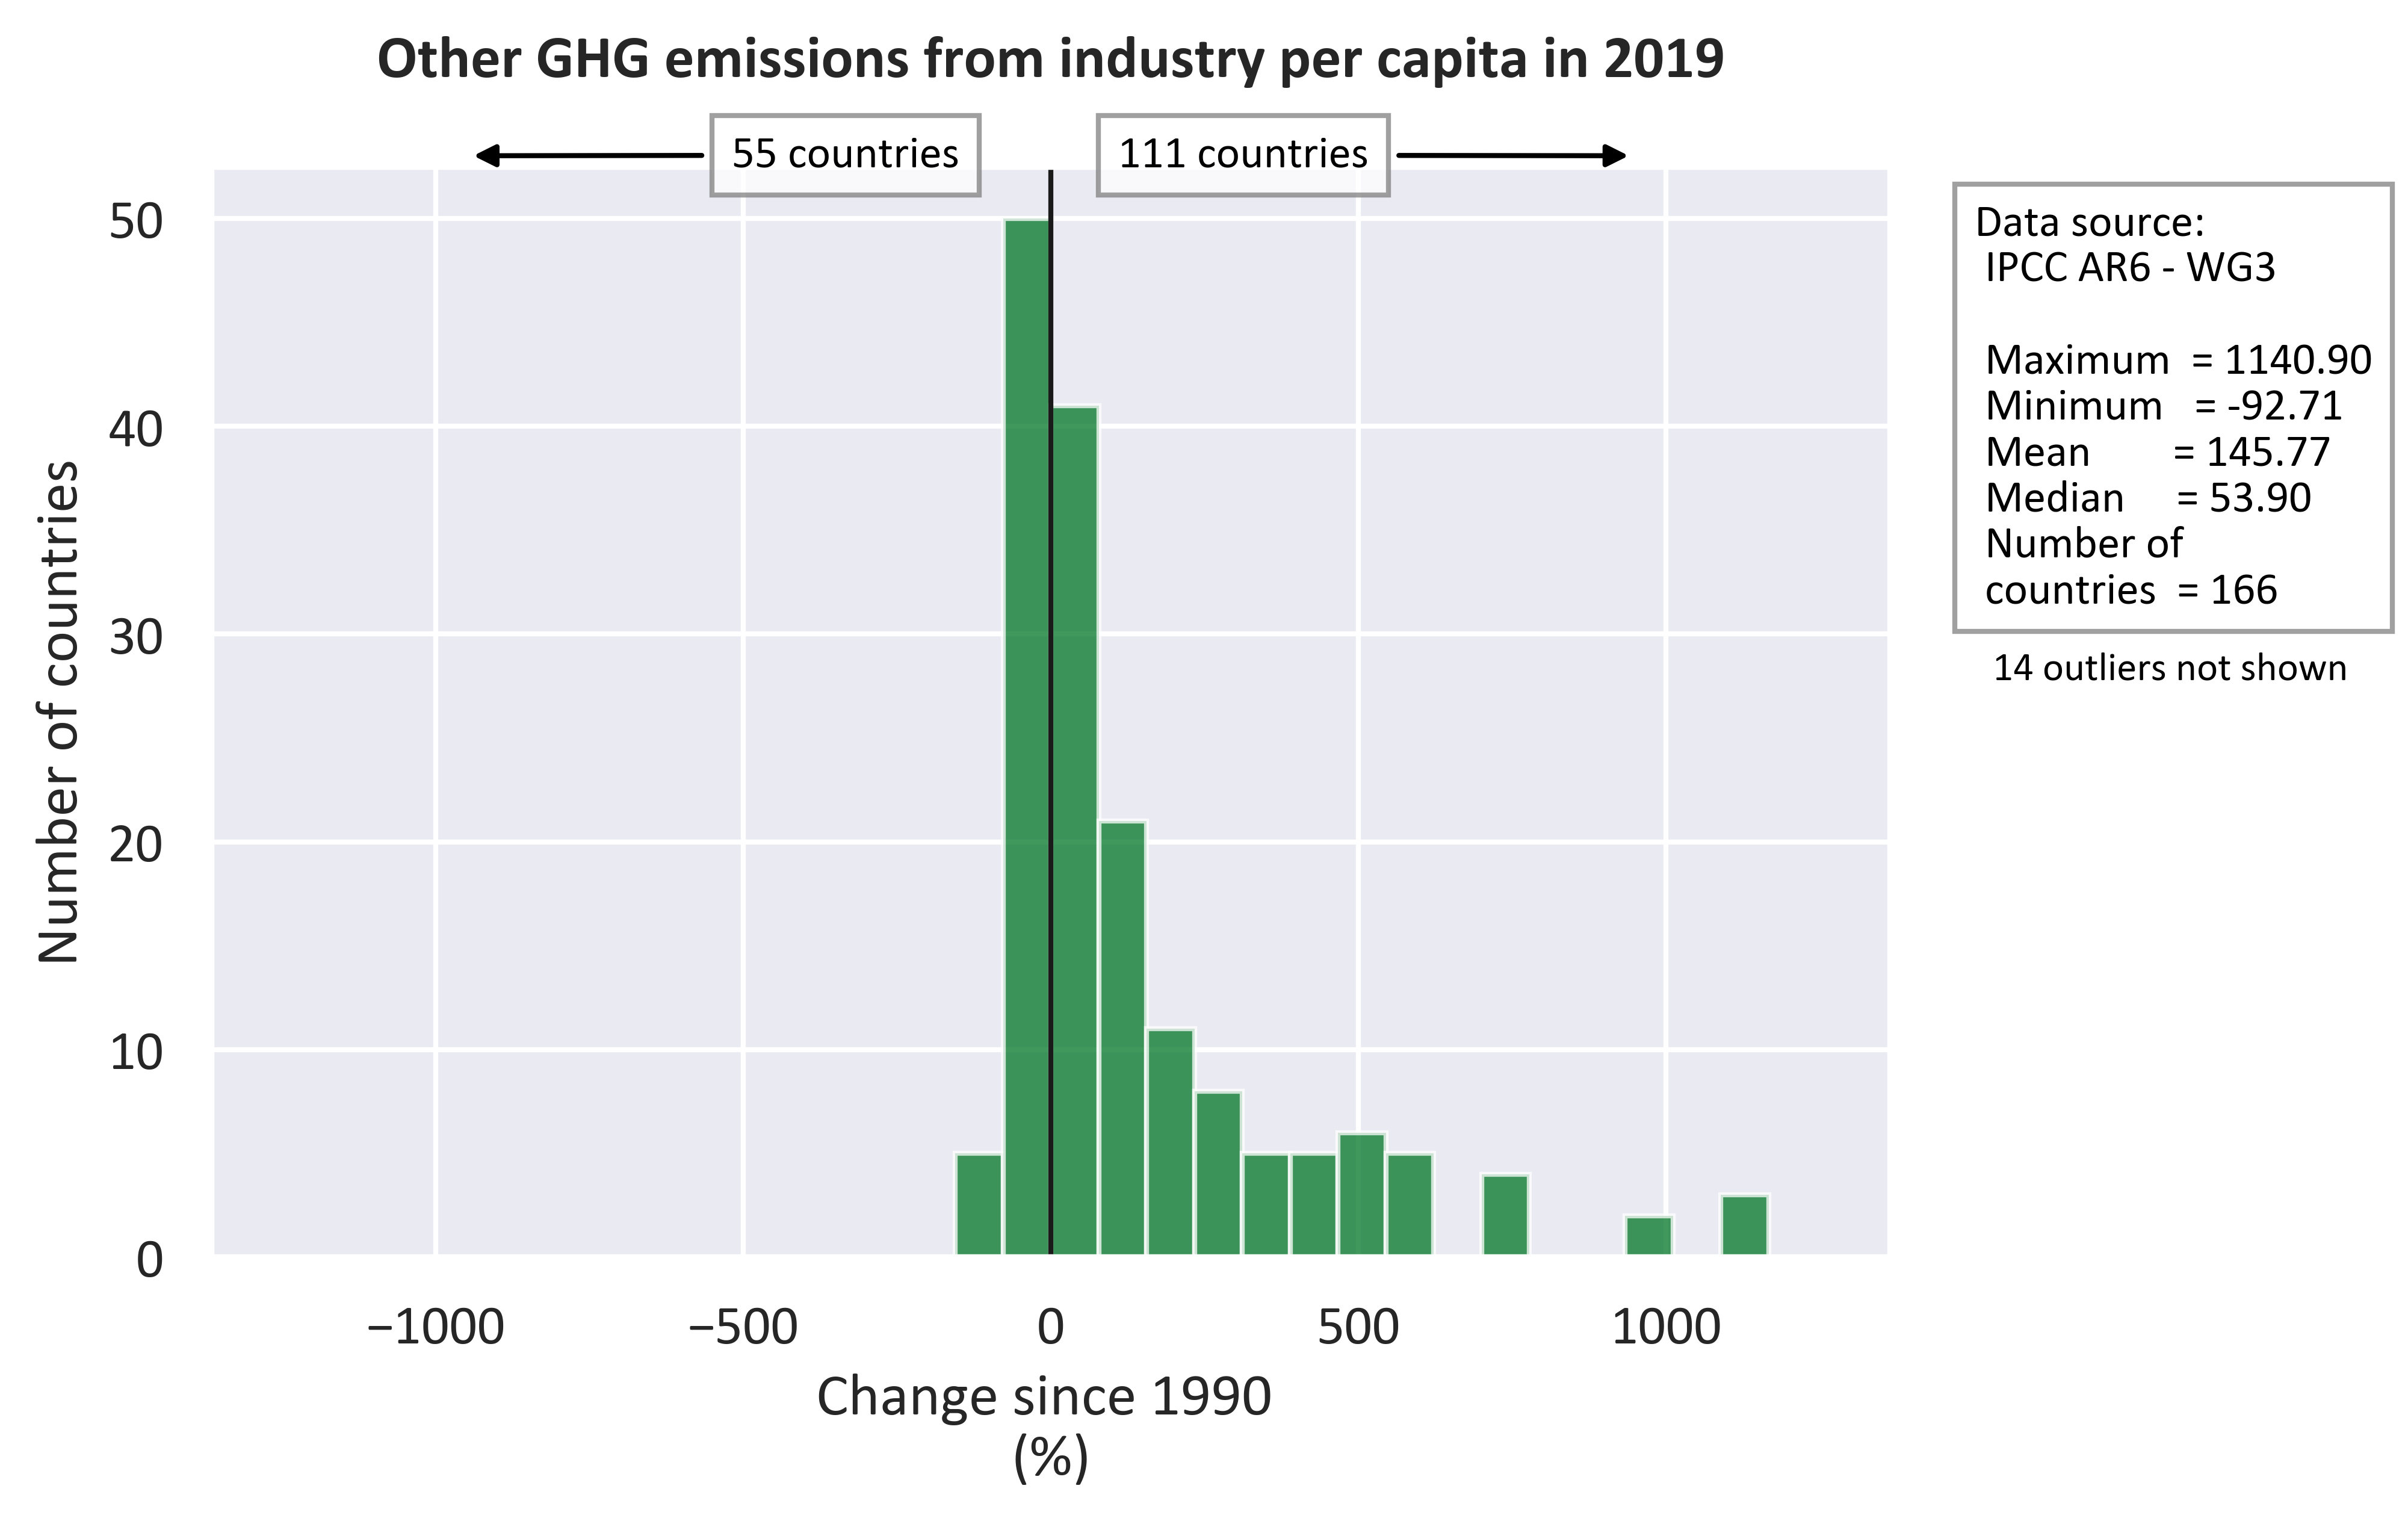 Other GHG emissions from industry per capita in 2019
55 countries
111 countries
50
40
30
20
10
0
Number of countries
−1000
−500
0
500
1000
Change since 1990
(%)
Data source:
IPCC AR6 - WG3
Maximum = 1140.90
Minimum = -92.71
Mean = 145.77
Median = 53.90
Number of
countries = 166
14 outliers not shown